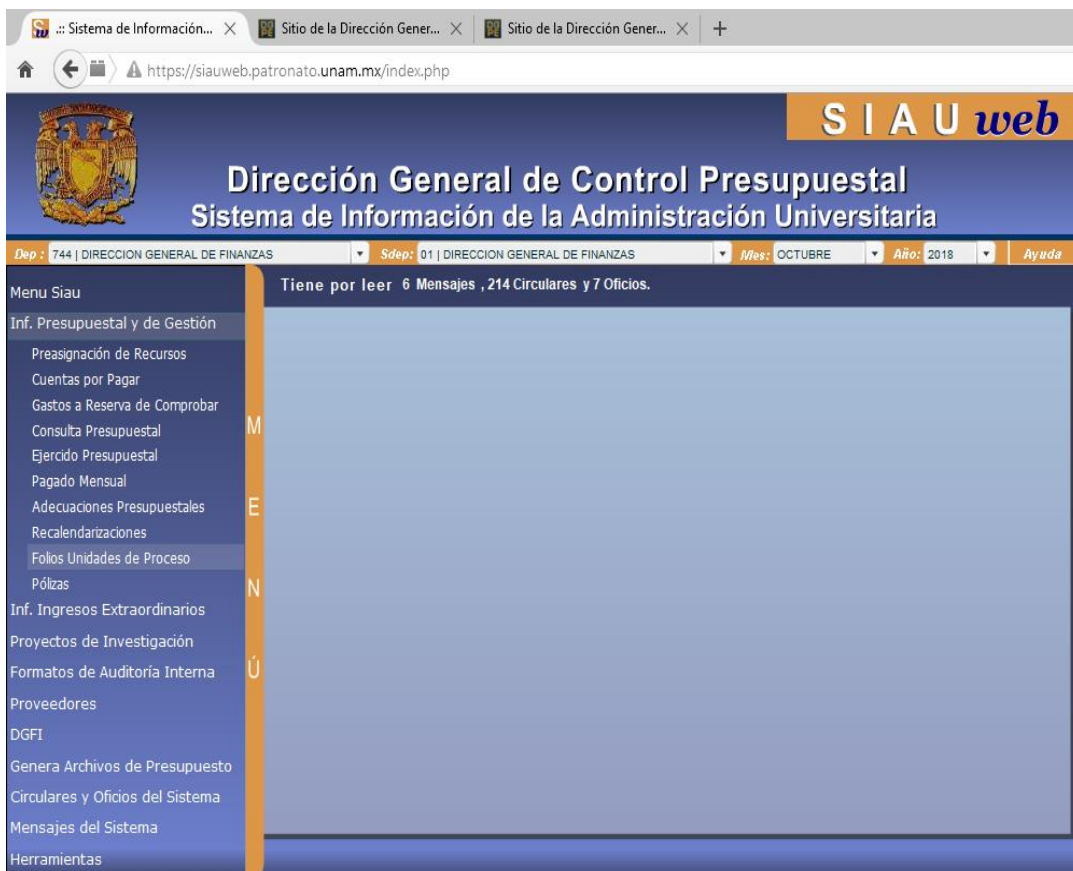 .:: Sistema de Información...
Sitio de la Dirección Gener...
Sitio de la Dirección Gener...
https://siauweb.patronato.unam.mx/index.php
S I A U web
Dirección General de Control Presupuestal
Sistema de Información de la Administración Universitaria
Dep : 744 | DIRECCION GENERAL DE FINANZAS Sdep: 01 | DIRECCION GENERAL DE FINANZAS Mes: OCTUBRE Año: 2018 Ayuda
Menu Siau
Tiene por leer 6 Mensajes , 214 Circulares y 7 Oficios.
Inf. Presupuestal y de Gestión
Preasignación de Recursos
Cuentas por Pagar
Gastos a Reserva de Comprobar
Consulta Presupuestal
Ejercido Presupuestal
Pagado Mensual
Adecuaciones Presupuestales
Recalendarizaciones
Folios Unidades de Proceso
Pólizas
Inf. Ingresos Extraordinarios
Proyectos de Investigación
Formatos de Auditoría Interna
Proveedores
DGFI
Genera Archivos de Presupuesto
Circulares y Oficios del Sistema
Mensajes del Sistema
Herramientas
M
E
N
Ú